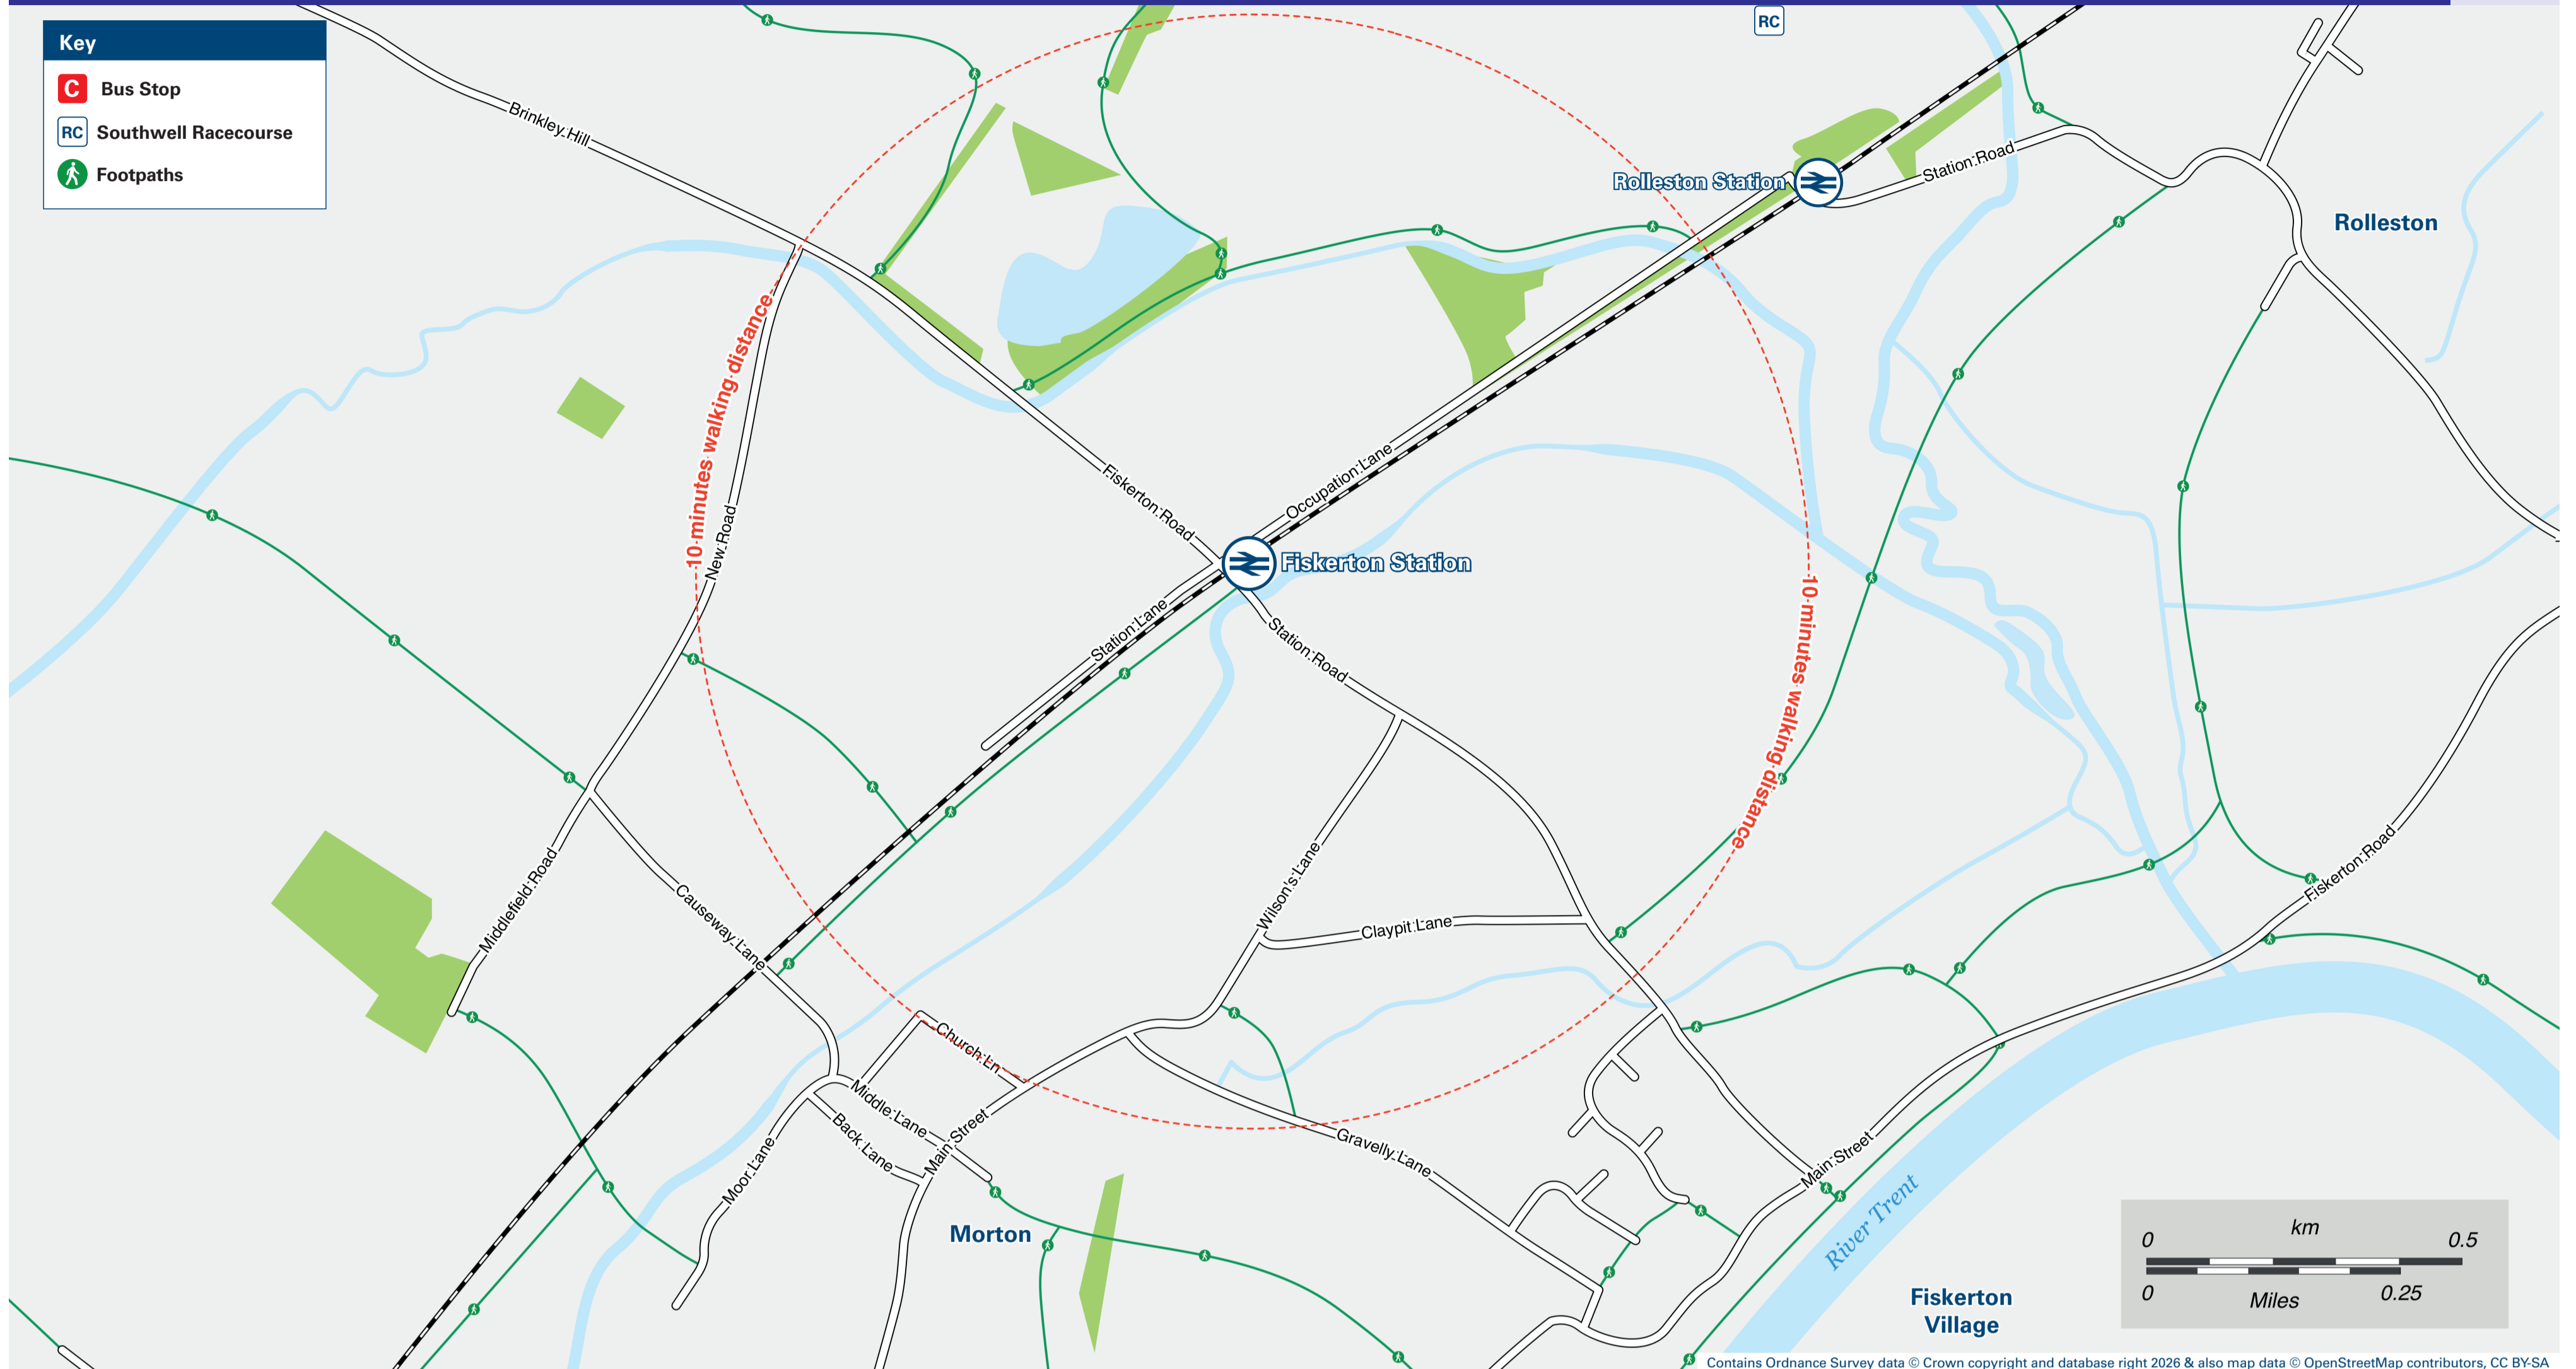 Key
C Bus Stop
RC Southwell Racecourse
Footpaths
RC
Brinkley Hill
Rolleston Station
Station Road
Rolleston
10 minutes walking distance
New Road
Fiskerton Road
Occupation Lane
Fiskerton Station
Station Lane
Station Road
10 minutes walking distance
Middlefield Road
Causeway Lane
Wilson's Lane
Claypit Lane
Fiskerton Road
Church Ln
Middle Lane
Back Lane
Main Street
Moor Lane
Gravelly Lane
Main Street
River Trent
Morton
Fiskerton
Village
km
0 0.5
0 0.25
Miles
Contains Ordnance Survey data © Crown copyright and database right 2026 & also map data © OpenStreetMap contributors, CC BY-SA